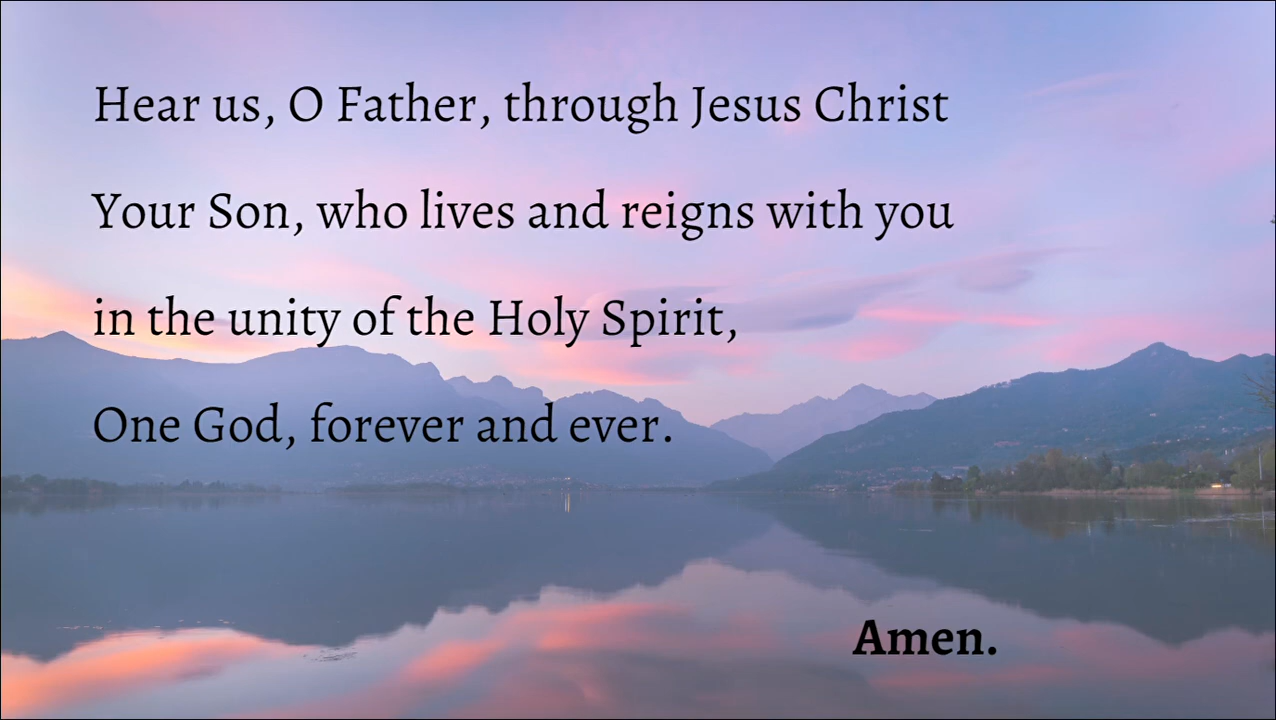 Hear us, O Father, through Jesus Christ
Your Son, who lives and reigns with you
in the unity of the Holy Spirit,
One God, forever and ever.
Amen.